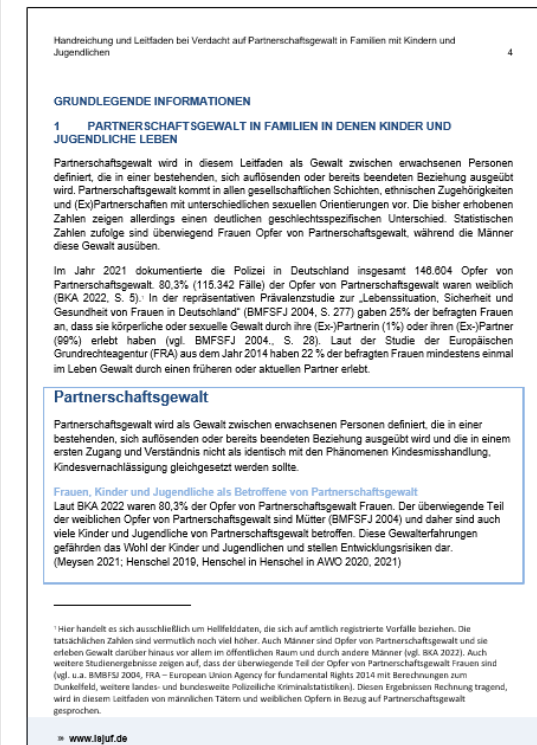 Handreichung und Leitfaden bei Verdacht auf Partnerschaftsgewalt in Familien mit Kindern und
Jugendlichen 4
GRUNDLEGENDE INFORMATIONEN
1 PARTNERSCHAFTSGEWALT IN FAMILIEN IN DENEN KINDER UND
JUGENDLICHE LEBEN
Partnerschaftsgewalt wird in diesem Leitfaden als Gewalt zwischen erwachsenen Personen
definiert, die in einer bestehenden, sich auflösenden oder bereits beendeten Beziehung ausgeübt
wird. Partnerschaftsgewalt kommt in allen gesellschaftlichen Schichten, ethnischen Zugehörigkeiten
und (Ex)Partnerschaften mit unterschiedlichen sexuellen Orientierungen vor. Die bisher erhobenen
Zahlen zeigen allerdings einen deutlichen geschlechtsspezifischen Unterschied. Statistischen
Zahlen zufolge sind überwiegend Frauen Opfer von Partnerschaftsgewalt, während die Männer
diese Gewalt ausüben.
Im Jahr 2021 dokumentierte die Polizei in Deutschland insgesamt 146.604 Opfer von
Partnerschaftsgewalt. 80,3% (115.342 Fälle) der Opfer von Partnerschaftsgewalt waren weiblich
(BKA 2022, S. 5).¹ In der repräsentativen Prävalenzstudie zur „Lebenssituation, Sicherheit und
Gesundheit von Frauen in Deutschland“ (BMFSFJ 2004, S. 277) gaben 25% der befragten Frauen
an, dass sie körperliche oder sexuelle Gewalt durch ihre (Ex-)Partnerin (1%) oder ihren (Ex-)Partner
(99%) erlebt haben (vgl. BMFSFJ 2004., S. 28). Laut der Studie der Europäischen
Grundrechteagentur (FRA) aus dem Jahr 2014 haben 22 % der befragten Frauen mindestens einmal
im Leben Gewalt durch einen früheren oder aktuellen Partner erlebt.
Partnerschaftsgewalt
Partnerschaftsgewalt wird als Gewalt zwischen erwachsenen Personen definiert, die in einer
bestehenden, sich auflösenden oder bereits beendeten Beziehung ausgeübt wird und die in einem
ersten Zugang und Verständnis nicht als identisch mit den Phänomenen Kindesmisshandlung,
Kindesvernachlässigung gleichgesetzt werden sollte.
Frauen, Kinder und Jugendliche als Betroffene von Partnerschaftsgewalt
Laut BKA 2022 waren 80,3% der Opfer von Partnerschaftsgewalt Frauen. Der überwiegende Teil
der weiblichen Opfer von Partnerschaftsgewalt sind Mütter (BMFSFJ 2004) und daher sind auch
viele Kinder und Jugendliche von Partnerschaftsgewalt betroffen. Diese Gewalterfahrungen
gefährden das Wohl der Kinder und Jugendlichen und stellen Entwicklungsrisiken dar.
(Meysen 2021; Henschel 2019, Henschel in Henschel in AWO 2020, 2021)
¹ Hier handelt es sich ausschließlich um Hellfelddaten, die sich auf amtlich registrierte Vorfälle beziehen. Die
tatsächlichen Zahlen sind vermutlich noch viel höher. Auch Männer sind Opfer von Partnerschaftsgewalt und sie
erleben Gewalt darüber hinaus vor allem im öffentlichen Raum und durch andere Männer (vgl. BKA 2022). Auch
weitere Studienergebnisse zeigen auf, dass der überwiegende Teil der Opfer von Partnerschaftsgewalt Frauen sind
(vgl. u.a. BMBFSJ 2004, FRA – European Union Agency for fundamental Rights 2014 mit Berechnungen zum
Dunkelfeld, weitere landes- und bundesweite Polizeiliche Kriminalstatistiken). Diesen Ergebnissen Rechnung tragend,
wird in diesem Leitfaden von männlichen Tätern und weiblichen Opfern in Bezug auf Partnerschaftsgewalt
gesprochen.
www.isjuf.de